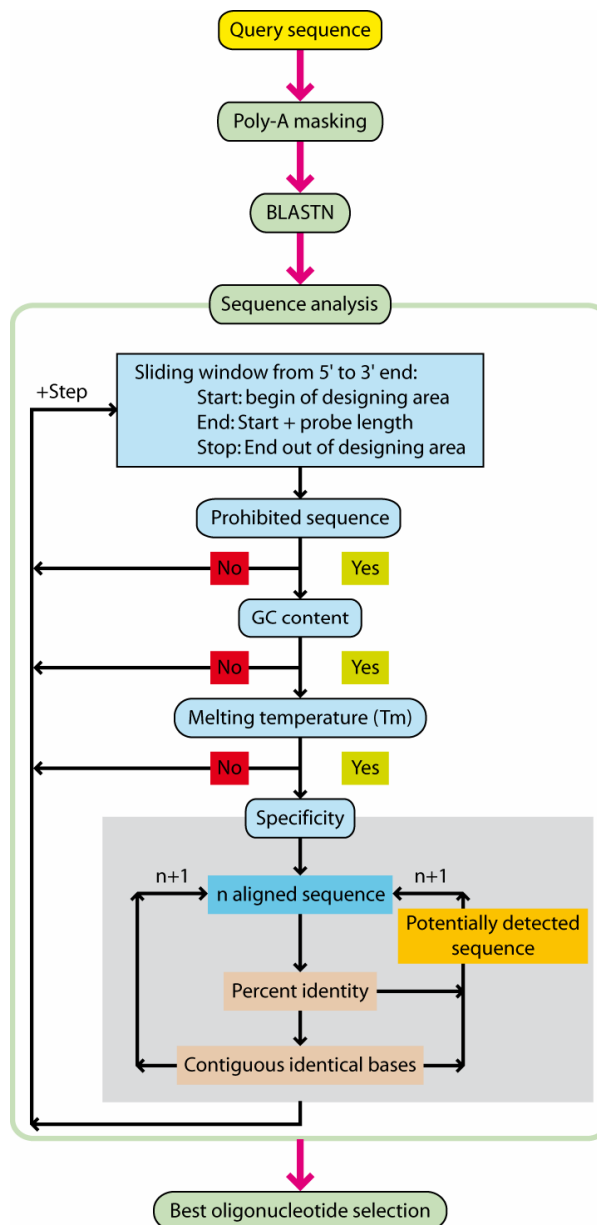 Query sequence
Poly-A masking
BLASTN
Sequence analysis
+Step
Sliding window from 5' to 3' end:
Start: begin of designing area
End: Start + probe length
Stop: End out of designing area
Prohibited sequence
No
Yes
GC content
No
Yes
Melting temperature (Tm)
No
Yes
Specificity
n+1
n aligned sequence
n+1
Potentially detected
sequence
Percent identity
Contiguous identical bases
Best oligonucleotide selection